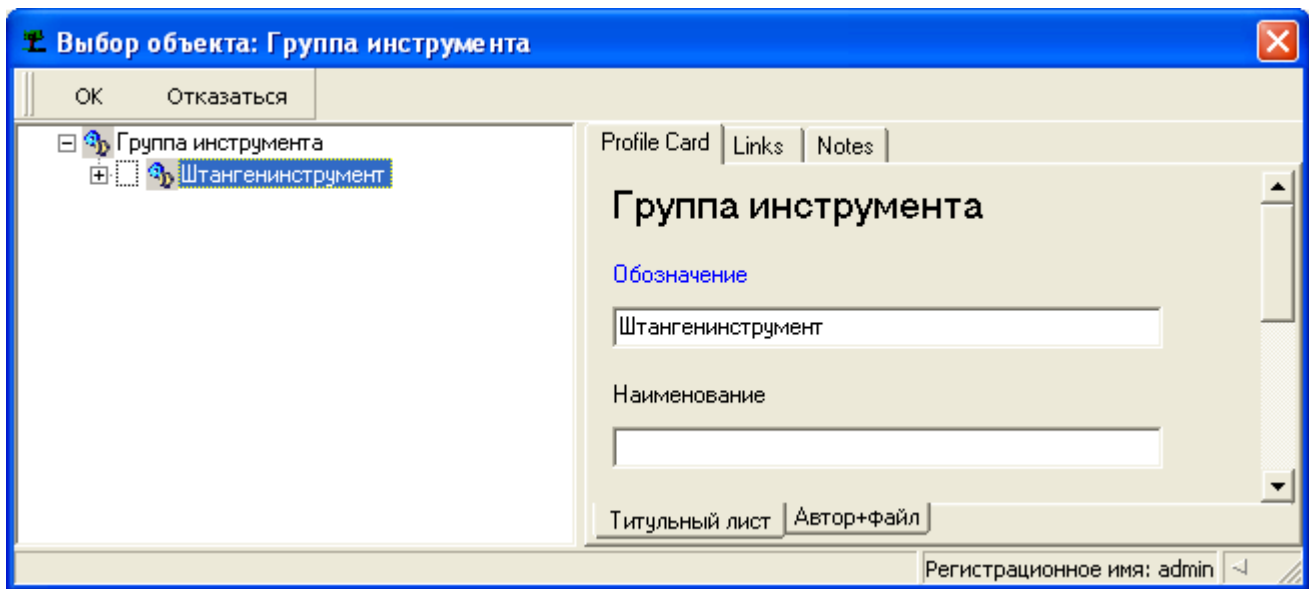 Выбор объекта: Группа инструмента
OK Отказаться
Группа инструмента
Штангенинструмент
Profile Card Links Notes
Группа инструмента
Обозначение
Штангенинструмент
Наименование
Титульный лист Автор+Файл
Регистрационное имя: admin